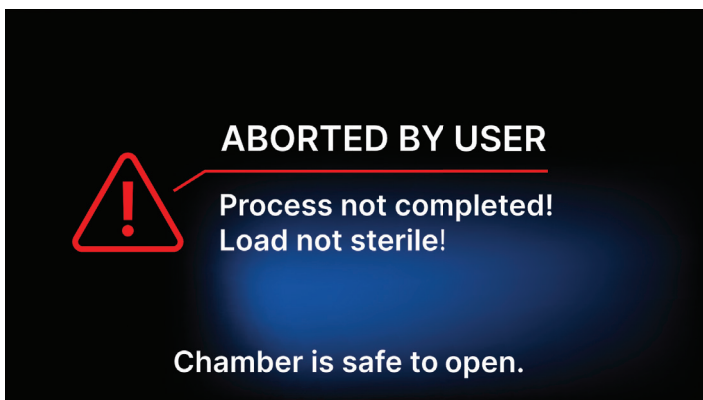 ABORTED BY USER
Process not completed!
Load not sterile!
Chamber is safe to open.